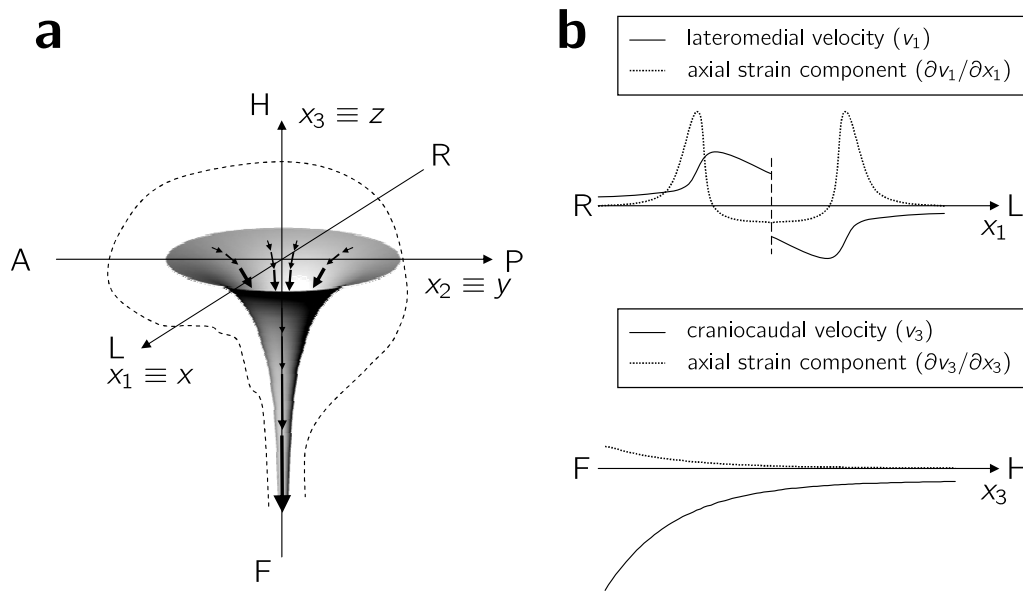 a
H
x₃ ≡ z
R
A
P
x₂ ≡ y
L
x₁ ≡ x
F
b
lateromedial velocity (v₁)
axial strain component (∂v₁/∂x₁)
R
L
x₁
craniocaudal velocity (v₃)
axial strain component (∂v₃/∂x₃)
F
H
x₃